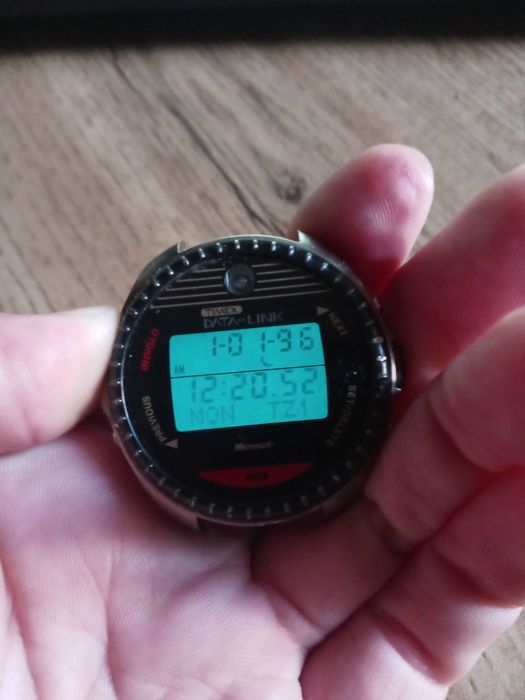 TIMEX
DATA-LINK
INDIGLO
NEXT
1-01-96
AM
12:20.52
MON TZ1
PREVIOUS
SET/DELETE
Microsoft